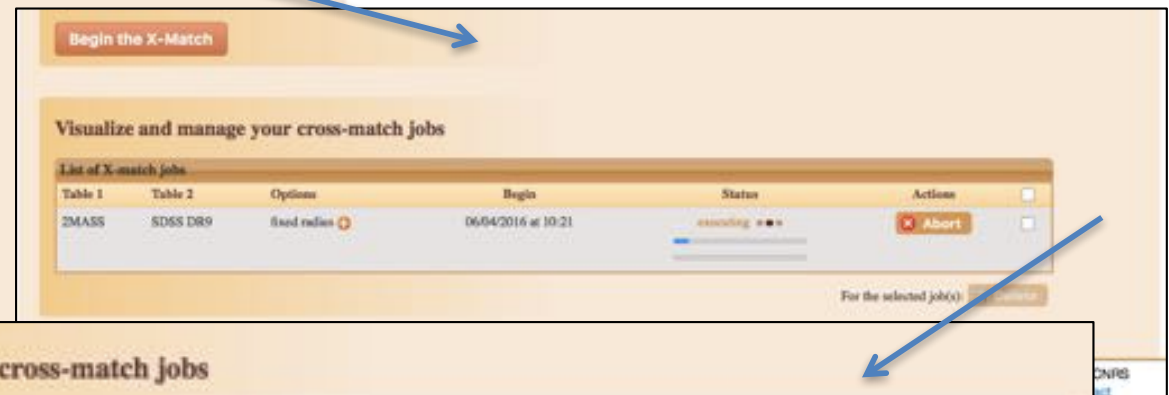 Begin the X-Match
Visualize and manage your cross-match jobs
List of X-match jobs
Table 1 Table 2 Options Begin Status Actions
2MASS SDSS DR9 fixed radius 06/04/2016 at 10:21 executing Abort
For the selected job(s):
cross-match jobs
CNRS